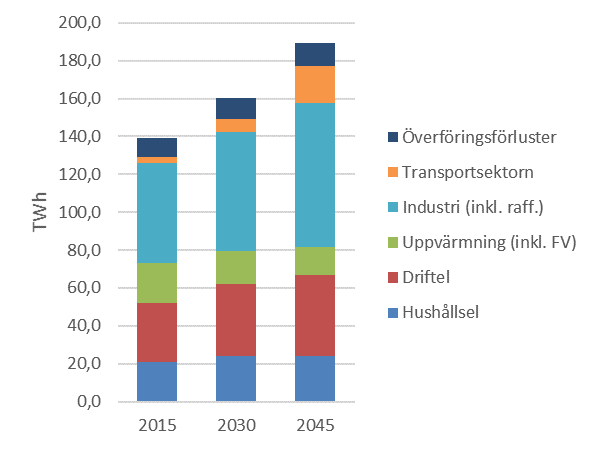 200,0
180,0
160,0
140,0
120,0
100,0
80,0
60,0
40,0
20,0
0,0
TWh
2015 2030 2045
Överföringsförluster
Transportsektorn
Industri (inkl. raff.)
Uppvärmning (inkl. FV)
Driftel
Hushållsel